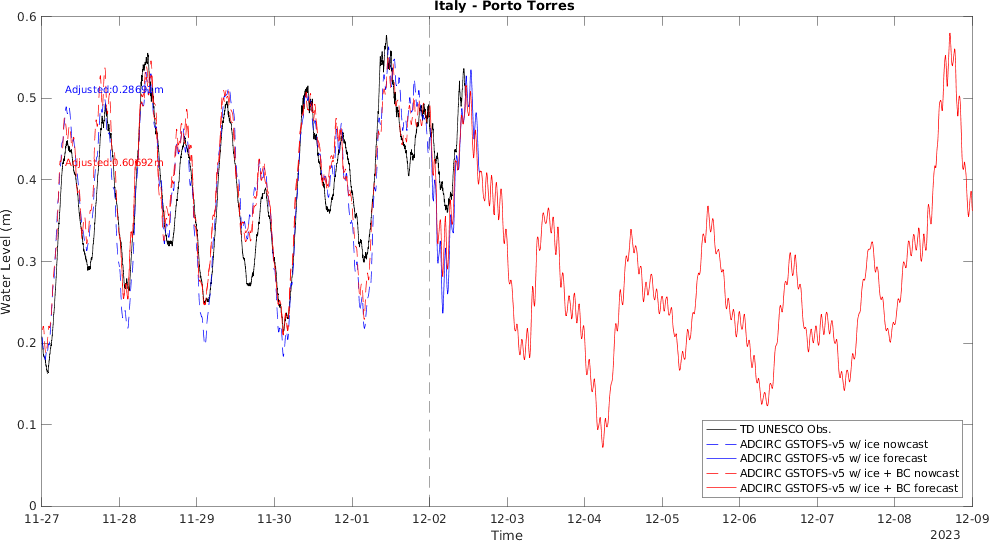 Italy - Porto Torres
Water Level (m)
0.6
0.5
0.4
0.3
0.2
0.1
0
Adjusted:0.28692m
Adjusted:0.60692m
TD UNESCO Obs.
ADCIRC GSTOFS-v5 w/ ice nowcast
ADCIRC GSTOFS-v5 w/ ice forecast
ADCIRC GSTOFS-v5 w/ ice + BC nowcast
ADCIRC GSTOFS-v5 w/ ice + BC forecast
11-27 11-28 11-29 11-30 12-01 12-02 12-03 12-04 12-05 12-06 12-07 12-08 12-09
Time
2023